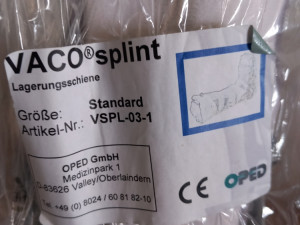 VACO®splint
Lagerungsschiene
Größe: Standard
Artikel-Nr.: VSPL-03-1
OPED GmbH
Medizinpark 1
D-83626 Valley/Oberlaindern
Tel. +49 (0) 8024 / 60 81 82-10
CE OPED